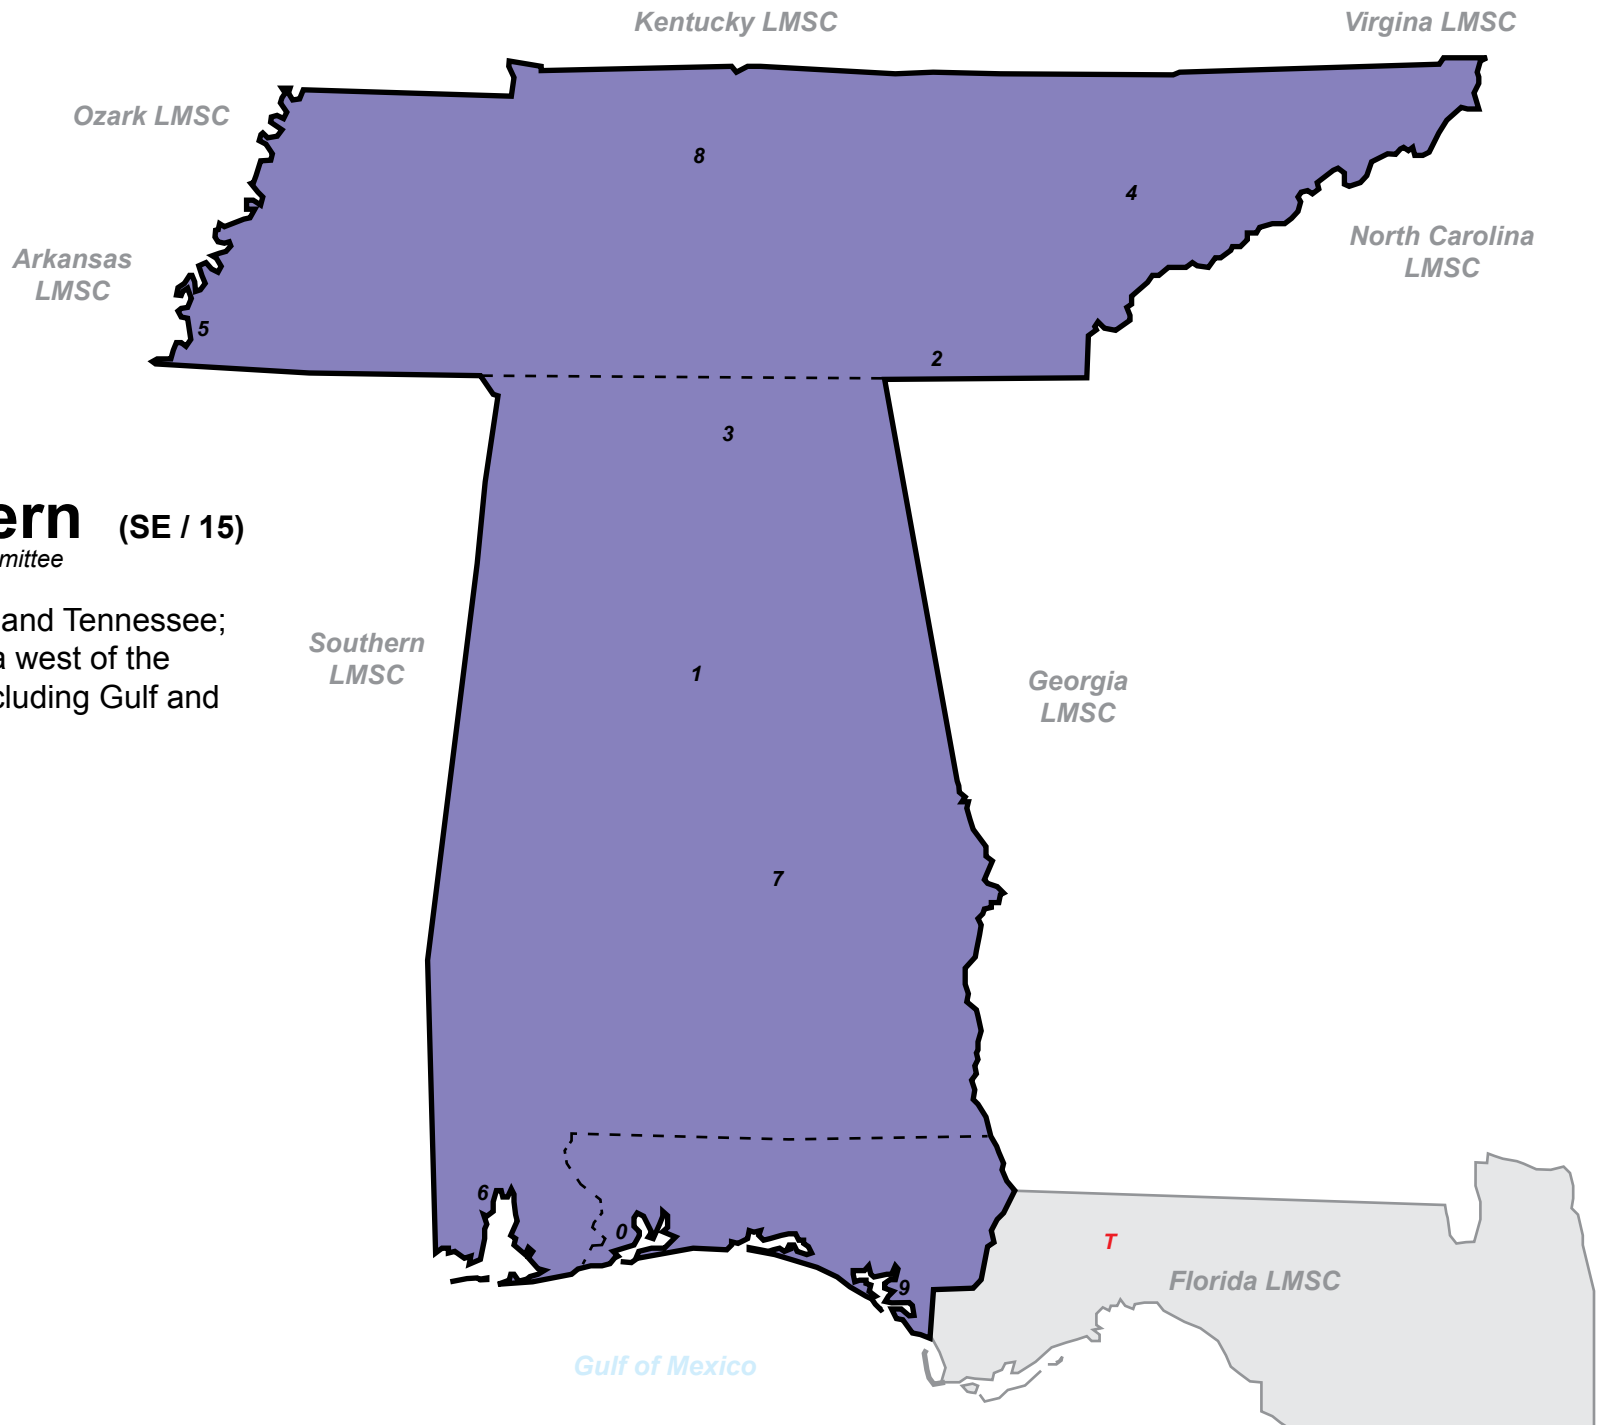 Kentucky LMSC
Virgina LMSC
Ozark LMSC
8
4
North Carolina
LMSC
Arkansas
LMSC
5
2
3
ern (SE / 15)
mittee
and Tennessee;
a west of the
cluding Gulf and
Southern
LMSC
1
Georgia
LMSC
7
6
0
T
Florida LMSC
9
Gulf of Mexico